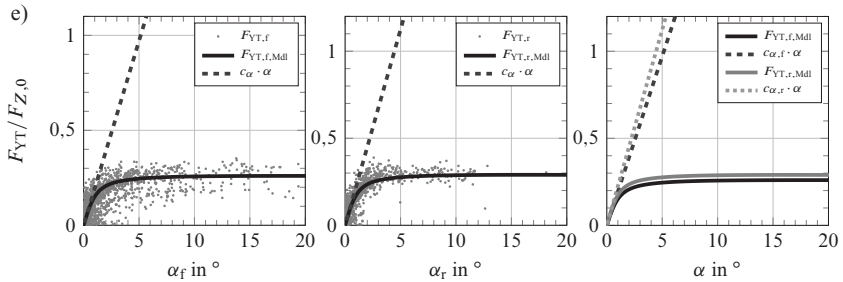 e)
F_YT/F_Z,0
1
0,5
0
0 5 10 15 20
α_f in °
F_YT,f
F_YT,f,Mdl
c_α · α
1
0.5
0
0 5 10 15 20
α_r in °
F_YT,r
F_YT,r,Mdl
c_α · α
1
0.5
0
0 5 10 15 20
α in °
F_YT,f,Mdl
c_α,f · α
F_YT,r,Mdl
c_α,r · α